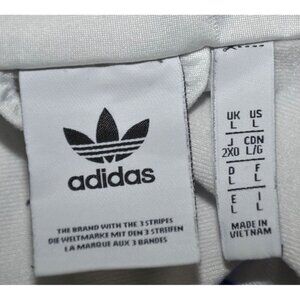 adidas
THE BRAND WITH THE 3 STRIPES
DIE WELTMARKE MIT DEN 3 STREIFEN
LA MARQUE AUX 3 BANDES
UK US
L L
J CDN
2XO L/G
D F
L L
E I
L L
MADE IN
VIETNAM